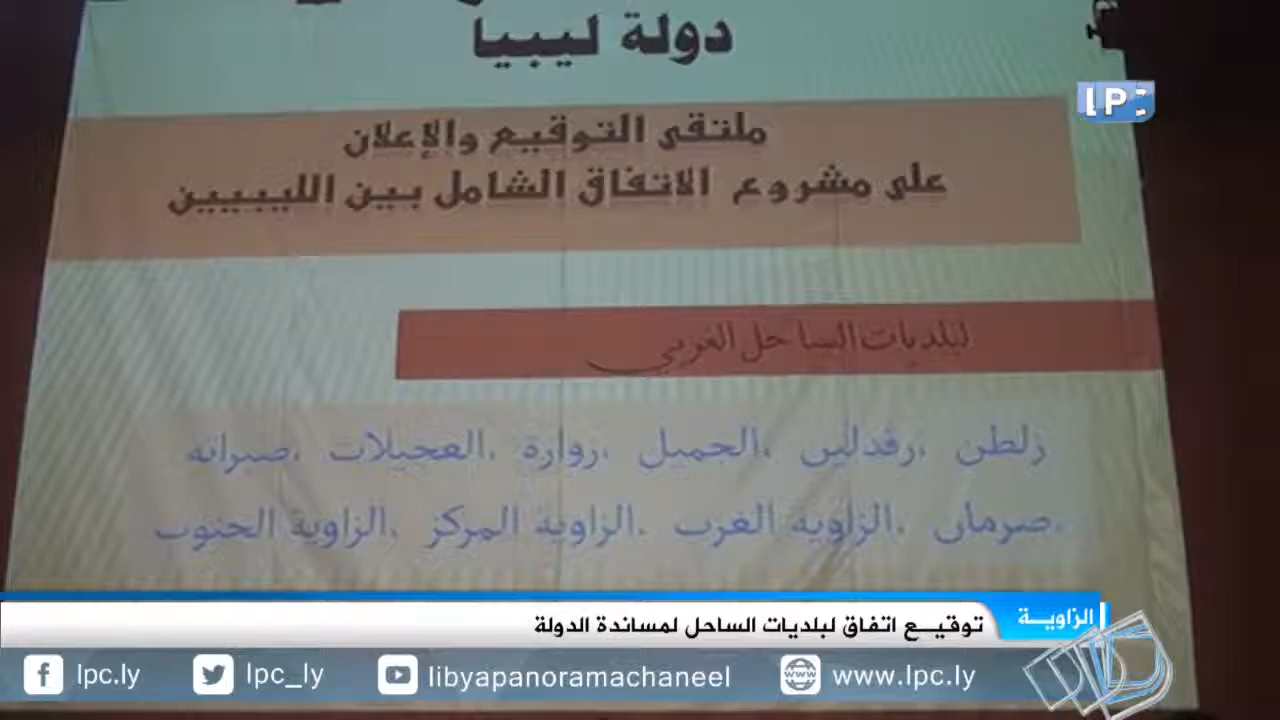 دولة ليبيا
LPC
ملتقى التوقيع والإعلان
على مشروع الاتفاق الشامل بين الليبيين
لبلديات الساحل الغربي
زلطن ،رقدالين ،الجميل ،زوارة ،العجيلات ،صبراته
،صرمان ،الزاوية الغرب ،الزاوية المركز ،الزاوية الجنوب
الزاويـة
توقيـع اتفاق لبلديات الساحل لمساندة الدولة
lpc.ly lpc_ly libyapanoramachaneel www.lpc.ly